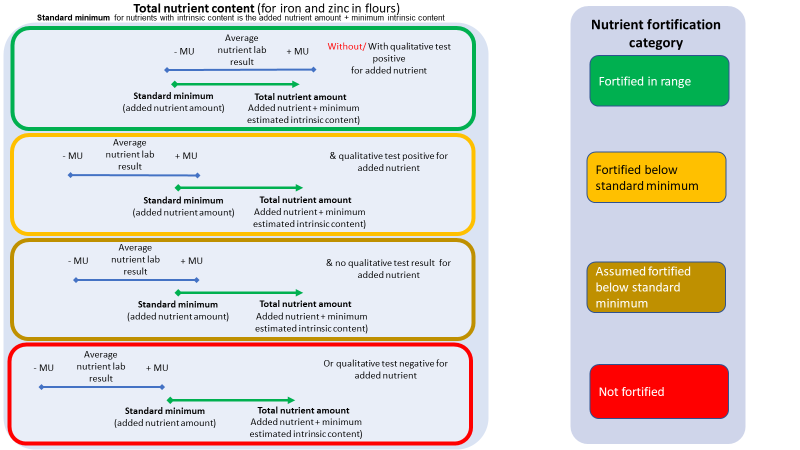 Total nutrient content (for iron and zinc in flours)
Standard minimum for nutrients with intrinsic content is the added nutrient amount + minimum intrinsic content
- MU
Average
nutrient lab
result
+ MU
Without/ With qualitative test
positive
for added nutrient
Standard minimum
(added nutrient amount)
Total nutrient amount
Added nutrient + minimum
estimated intrinsic content)
- MU
Average
nutrient lab
result
+ MU
& qualitative test positive for
added nutrient
Standard minimum
(added nutrient amount)
Total nutrient amount
Added nutrient + minimum
estimated intrinsic content)
- MU
Average
nutrient lab
result
+ MU
& no qualitative test result for
added nutrient
Standard minimum
(added nutrient amount)
Total nutrient amount
Added nutrient + minimum
estimated intrinsic content)
- MU
Average
nutrient lab
result
+ MU
Or qualitative test negative for
added nutrient
Standard minimum
(added nutrient amount)
Total nutrient amount
Added nutrient + minimum
estimated intrinsic content)
Nutrient fortification
category
Fortified in range
Fortified below
standard minimum
Assumed fortified
below standard
minimum
Not fortified